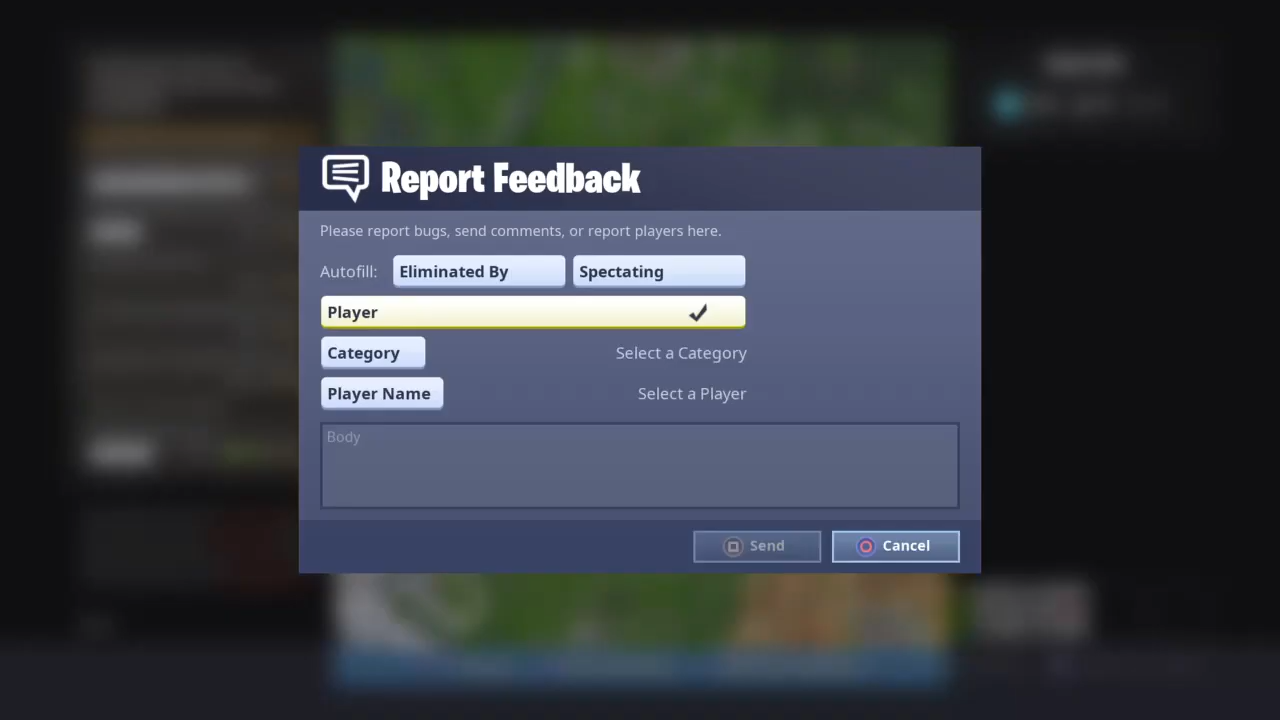 Report Feedback
Please report bugs, send comments, or report players here.
Autofill: Eliminated By Spectating
Player
Category Select a Category
Player Name Select a Player
Body
Send Cancel